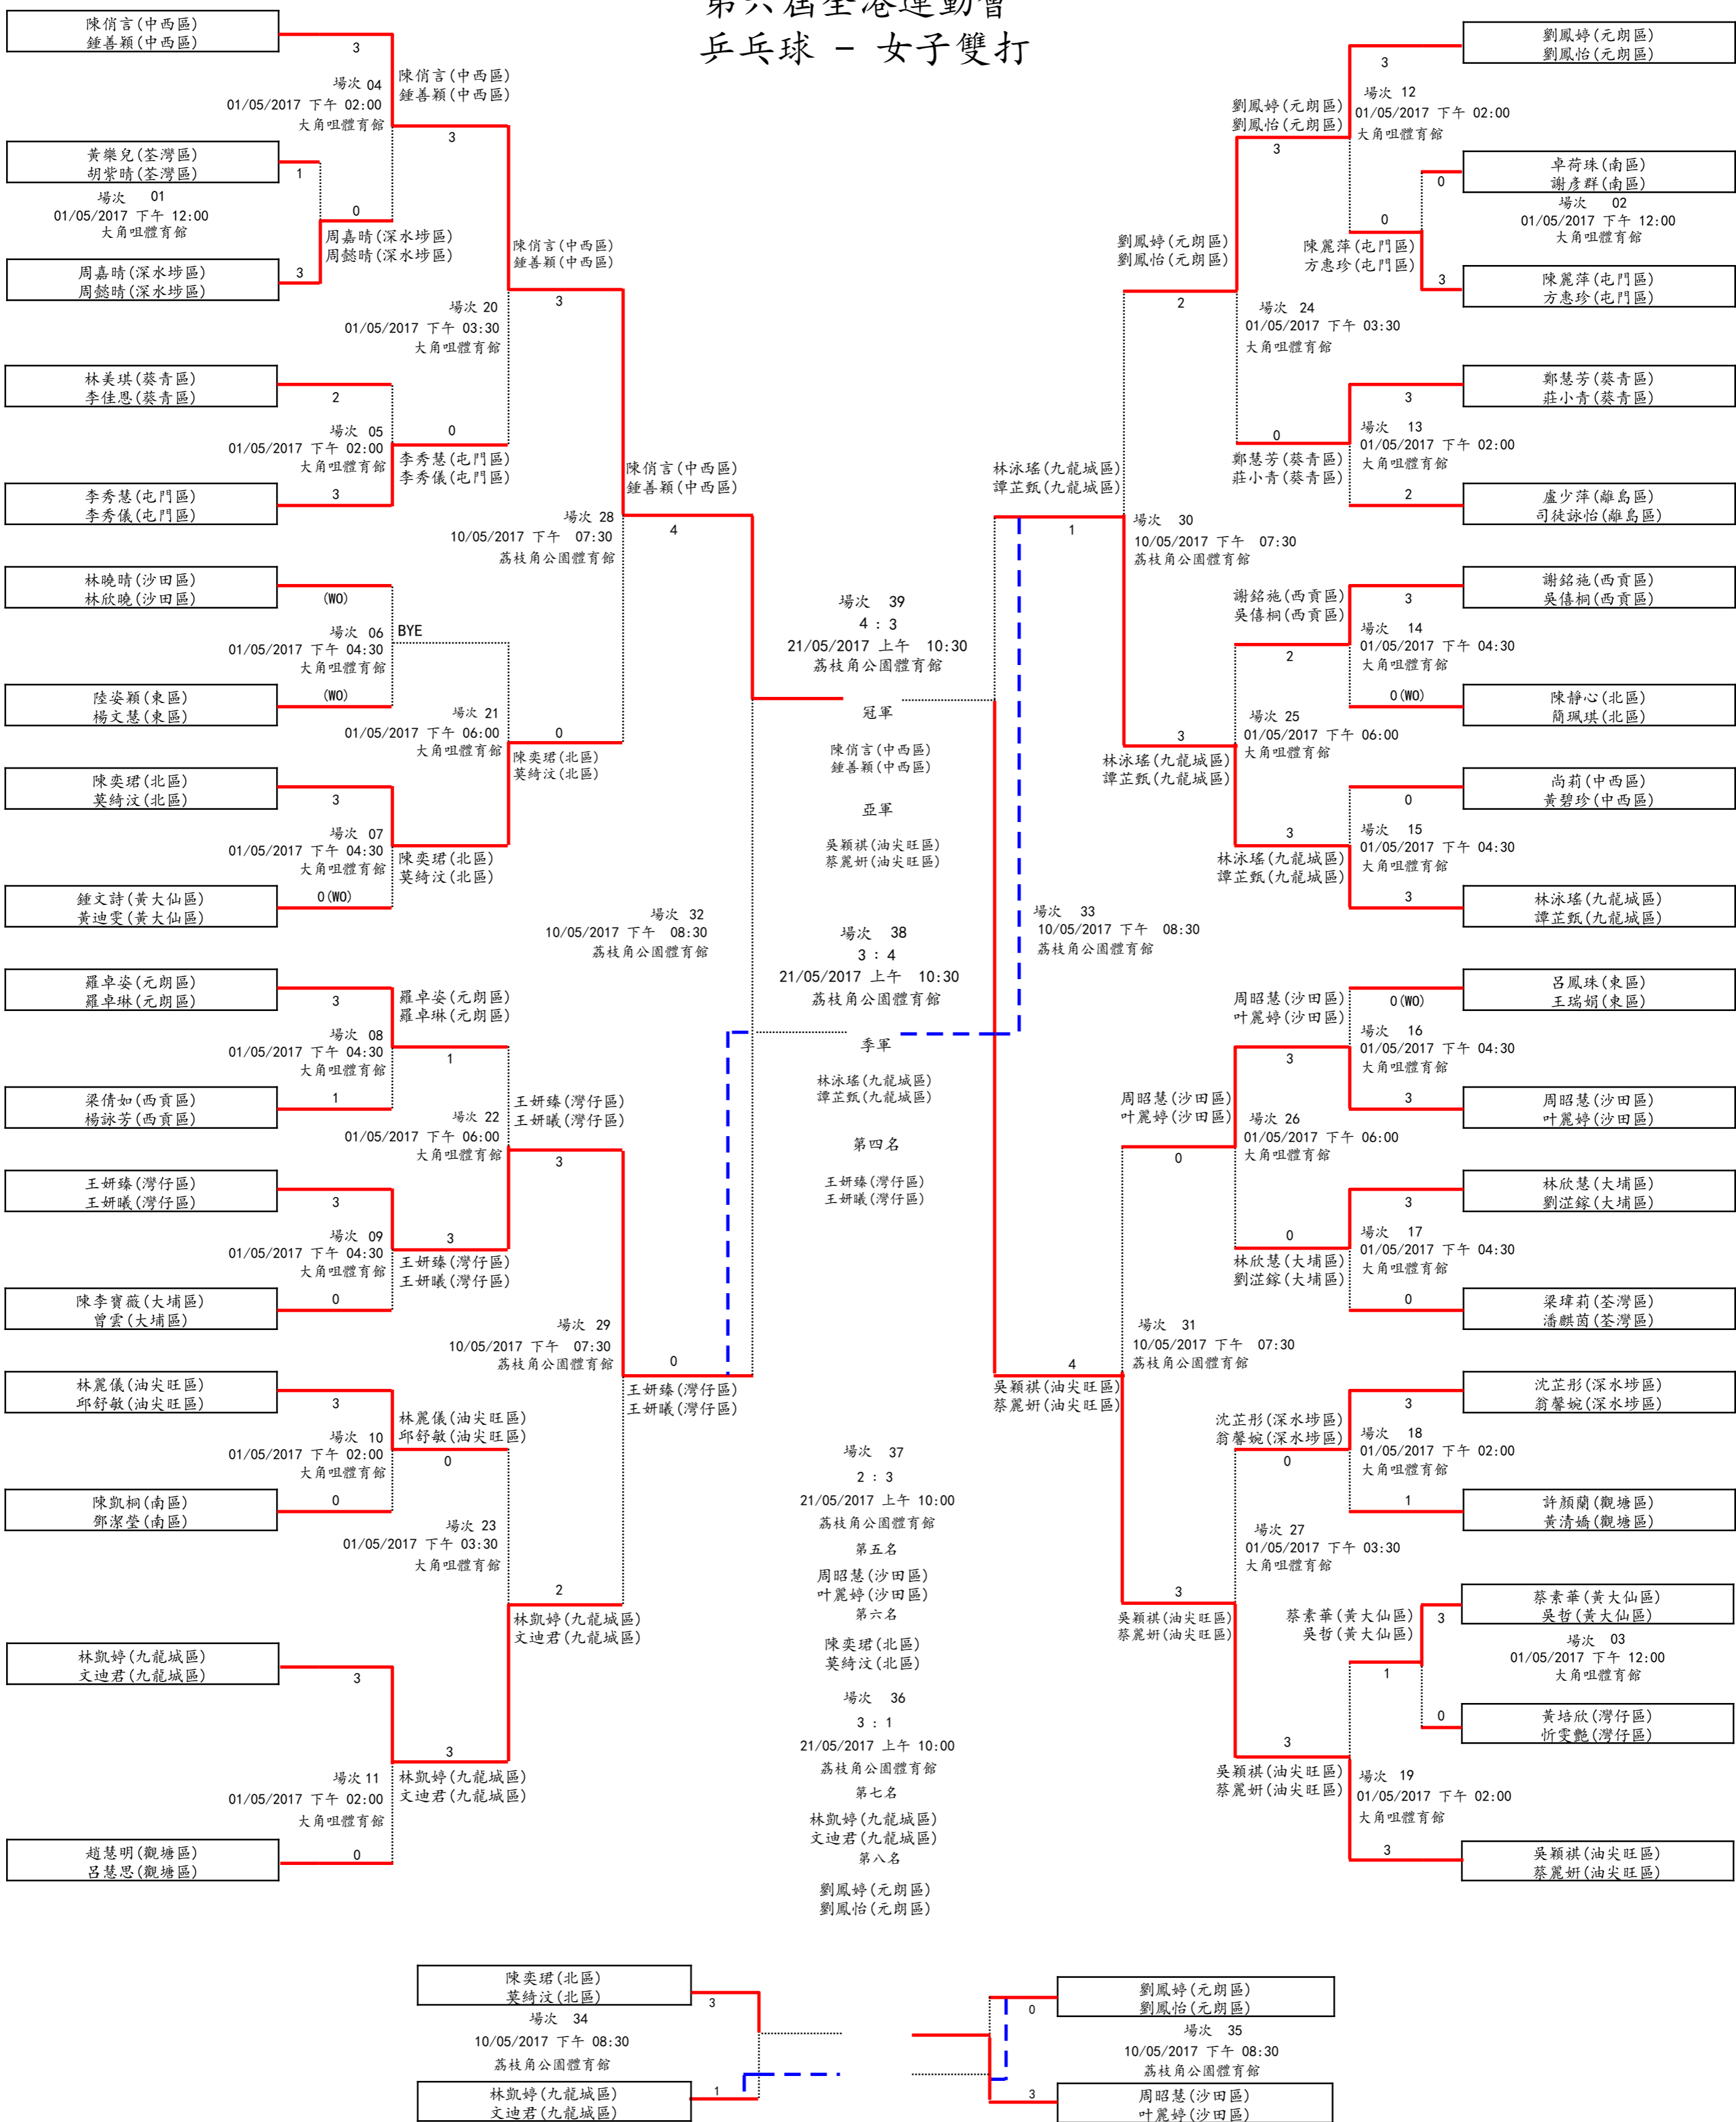 第六屆全港運動會
乒乓球 - 女子雙打
陳俏言(中西區)
鍾善穎(中西區)
3
場次 04
01/05/2017 下午 02:00
大角咀體育館
陳俏言(中西區)
鍾善穎(中西區)
3
黃樂兒(荃灣區)
胡紫晴(荃灣區)
1
場次 01
01/05/2017 下午 12:00
大角咀體育館
0
周嘉晴(深水埗區)
周懿晴(深水埗區)
周嘉晴(深水埗區)
周懿晴(深水埗區)
3
陳俏言(中西區)
鍾善穎(中西區)
3
場次 20
01/05/2017 下午 03:30
大角咀體育館
林美琪(葵青區)
李佳恩(葵青區)
2
場次 05
01/05/2017 下午 02:00
大角咀體育館
0
李秀慧(屯門區)
李秀儀(屯門區)
李秀慧(屯門區)
李秀儀(屯門區)
3
陳俏言(中西區)
鍾善穎(中西區)
4
場次 28
10/05/2017 下午 07:30
荔枝角公園體育館
林曉晴(沙田區)
林欣曉(沙田區)
(WO)
場次 06
01/05/2017 下午 04:30
大角咀體育館
BYE
陸姿穎(東區)
楊文慧(東區)
(WO)
場次 21
01/05/2017 下午 06:00
大角咀體育館
0
陳奕珺(北區)
莫綺汶(北區)
陳奕珺(北區)
莫綺汶(北區)
3
場次 07
01/05/2017 下午 04:30
大角咀體育館
陳奕珺(北區)
莫綺汶(北區)
鍾文詩(黃大仙區)
黃迪雯(黃大仙區)
0(WO)
場次 32
10/05/2017 下午 08:30
荔枝角公園體育館
羅卓姿(元朗區)
羅卓琳(元朗區)
3
羅卓姿(元朗區)
羅卓琳(元朗區)
1
場次 08
01/05/2017 下午 04:30
大角咀體育館
梁倩如(西貢區)
楊詠芳(西貢區)
1
場次 22
01/05/2017 下午 06:00
大角咀體育館
王妍臻(灣仔區)
王妍曦(灣仔區)
3
王妍臻(灣仔區)
王妍曦(灣仔區)
3
場次 09
01/05/2017 下午 04:30
大角咀體育館
3
王妍臻(灣仔區)
王妍曦(灣仔區)
陳李寶薇(大埔區)
曾雲(大埔區)
0
場次 29
10/05/2017 下午 07:30
荔枝角公園體育館
0
王妍臻(灣仔區)
王妍曦(灣仔區)
林麗儀(油尖旺區)
邱舒敏(油尖旺區)
3
林麗儀(油尖旺區)
邱舒敏(油尖旺區)
0
場次 10
01/05/2017 下午 02:00
大角咀體育館
陳凱桐(南區)
鄧潔瑩(南區)
0
場次 23
01/05/2017 下午 03:30
大角咀體育館
2
林凱婷(九龍城區)
文迪君(九龍城區)
林凱婷(九龍城區)
文迪君(九龍城區)
3
3
場次 11
01/05/2017 下午 02:00
大角咀體育館
林凱婷(九龍城區)
文迪君(九龍城區)
趙慧明(觀塘區)
呂慧思(觀塘區)
0
場次 39
4 : 3
21/05/2017 上午 10:30
荔枝角公園體育館
冠軍
陳俏言(中西區)
鍾善穎(中西區)
亞軍
吳穎祺(油尖旺區)
蔡麗妍(油尖旺區)
場次 38
3 : 4
21/05/2017 上午 10:30
荔枝角公園體育館
季軍
林泳瑤(九龍城區)
譚芷甄(九龍城區)
第四名
王妍臻(灣仔區)
王妍曦(灣仔區)
場次 37
2 : 3
21/05/2017 上午 10:00
荔枝角公園體育館
第五名
周昭慧(沙田區)
叶麗婷(沙田區)
第六名
陳奕珺(北區)
莫綺汶(北區)
場次 36
3 : 1
21/05/2017 上午 10:00
荔枝角公園體育館
第七名
林凱婷(九龍城區)
文迪君(九龍城區)
第八名
劉鳳婷(元朗區)
劉鳳怡(元朗區)
劉鳳婷(元朗區)
劉鳳怡(元朗區)
3
場次 12
01/05/2017 下午 02:00
大角咀體育館
劉鳳婷(元朗區)
劉鳳怡(元朗區)
3
卓荷珠(南區)
謝彥群(南區)
0
場次 02
01/05/2017 下午 12:00
大角咀體育館
0
陳麗萍(屯門區)
方惠珍(屯門區)
陳麗萍(屯門區)
方惠珍(屯門區)
3
劉鳳婷(元朗區)
劉鳳怡(元朗區)
2
場次 24
01/05/2017 下午 03:30
大角咀體育館
鄭慧芳(葵青區)
莊小青(葵青區)
3
場次 13
01/05/2017 下午 02:00
大角咀體育館
0
鄭慧芳(葵青區)
莊小青(葵青區)
盧少萍(離島區)
司徒詠怡(離島區)
2
林泳瑤(九龍城區)
譚芷甄(九龍城區)
1
場次 30
10/05/2017 下午 07:30
荔枝角公園體育館
謝銘施(西貢區)
吳僖桐(西貢區)
3
謝銘施(西貢區)
吳僖桐(西貢區)
2
場次 14
01/05/2017 下午 04:30
大角咀體育館
陳靜心(北區)
簡珮琪(北區)
0(WO)
場次 25
01/05/2017 下午 06:00
大角咀體育館
3
林泳瑤(九龍城區)
譚芷甄(九龍城區)
尚莉(中西區)
黃碧珍(中西區)
0
場次 15
01/05/2017 下午 04:30
大角咀體育館
3
林泳瑤(九龍城區)
譚芷甄(九龍城區)
林泳瑤(九龍城區)
譚芷甄(九龍城區)
3
場次 33
10/05/2017 下午 08:30
荔枝角公園體育館
呂鳳珠(東區)
王瑞娟(東區)
0(WO)
周昭慧(沙田區)
叶麗婷(沙田區)
3
場次 16
01/05/2017 下午 04:30
大角咀體育館
周昭慧(沙田區)
叶麗婷(沙田區)
3
周昭慧(沙田區)
叶麗婷(沙田區)
0
場次 26
01/05/2017 下午 06:00
大角咀體育館
林欣慧(大埔區)
劉淽鎵(大埔區)
3
場次 17
01/05/2017 下午 04:30
大角咀體育館
0
林欣慧(大埔區)
劉淽鎵(大埔區)
梁瑋莉(荃灣區)
潘麒茵(荃灣區)
0
場次 31
10/05/2017 下午 07:30
荔枝角公園體育館
4
吳穎祺(油尖旺區)
蔡麗妍(油尖旺區)
沈芷彤(深水埗區)
翁馨婉(深水埗區)
3
沈芷彤(深水埗區)
翁馨婉(深水埗區)
0
場次 18
01/05/2017 下午 02:00
大角咀體育館
許顏蘭(觀塘區)
黃清嬌(觀塘區)
1
場次 27
01/05/2017 下午 03:30
大角咀體育館
3
吳穎祺(油尖旺區)
蔡麗妍(油尖旺區)
蔡素華(黃大仙區)
吳哲(黃大仙區)
3
蔡素華(黃大仙區)
吳哲(黃大仙區)
1
場次 03
01/05/2017 下午 12:00
大角咀體育館
黃培欣(灣仔區)
忻雯艷(灣仔區)
0
3
吳穎祺(油尖旺區)
蔡麗妍(油尖旺區)
場次 19
01/05/2017 下午 02:00
大角咀體育館
吳穎祺(油尖旺區)
蔡麗妍(油尖旺區)
3
陳奕珺(北區)
莫綺汶(北區)
3
場次 34
10/05/2017 下午 08:30
荔枝角公園體育館
林凱婷(九龍城區)
文迪君(九龍城區)
1
劉鳳婷(元朗區)
劉鳳怡(元朗區)
0
場次 35
10/05/2017 下午 08:30
荔枝角公園體育館
周昭慧(沙田區)
叶麗婷(沙田區)
3